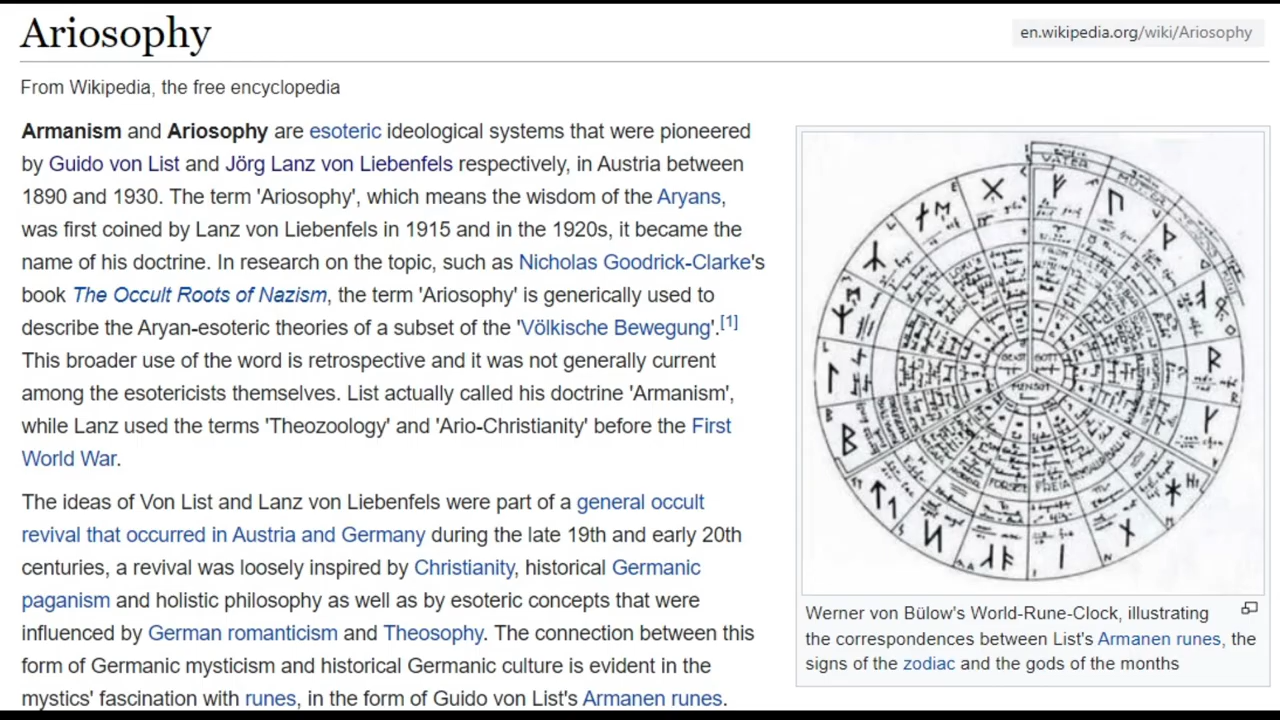 Ariosophy
en.wikipedia.org/wiki/Ariosophy
From Wikipedia, the free encyclopedia
Armanism and Ariosophy are esoteric ideological systems that were pioneered
by Guido von List and Jörg Lanz von Liebenfels respectively, in Austria between
1890 and 1930. The term 'Ariosophy', which means the wisdom of the Aryans,
was first coined by Lanz von Liebenfels in 1915 and in the 1920s, it became the
name of his doctrine. In research on the topic, such as Nicholas Goodrick-Clarke's
book The Occult Roots of Nazism, the term 'Ariosophy' is generically used to
describe the Aryan-esoteric theories of a subset of the 'Völkische Bewegung'.[1]
This broader use of the word is retrospective and it was not generally current
among the esotericists themselves. List actually called his doctrine 'Armanism',
while Lanz used the terms 'Theozoology' and 'Ario-Christianity' before the First
World War.
The ideas of Von List and Lanz von Liebenfels were part of a general occult
revival that occurred in Austria and Germany during the late 19th and early 20th
centuries, a revival was loosely inspired by Christianity, historical Germanic
paganism and holistic philosophy as well as by esoteric concepts that were
influenced by German romanticism and Theosophy. The connection between this
form of Germanic mysticism and historical Germanic culture is evident in the
mystics' fascination with runes, in the form of Guido von List's Armanen runes.
VATER
MUTER
GEIST GOTT
MENSCH
FORSET
FREIA
Werner von Bülow's World-Rune-Clock, illustrating
the correspondences between List's Armanen runes, the
signs of the zodiac and the gods of the months